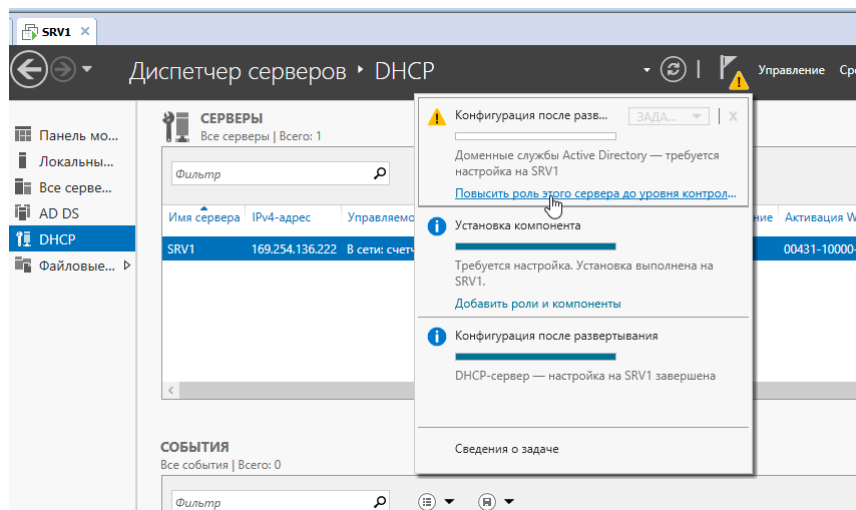 SRV1
Диспетчер серверов • DHCP
Управление Ср
Панель мо...
Локальны...
Все серве...
AD DS
DHCP
Файловые...
СЕРВЕРЫ
Все серверы | Всего: 1
Фильтр
Имя сервера IPv4-адрес Управляемо
ние Активация W
SRV1 169.254.136.222 В сети: счетч
00431-10000-
Конфигурация после разв... ЗАДА...
Доменные службы Active Directory — требуется
настройка на SRV1
Повысить роль этого сервера до уровня контрол...
Установка компонента
Требуется настройка. Установка выполнена на
SRV1.
Добавить роли и компоненты
Конфигурация после развертывания
DHCP-сервер — настройка на SRV1 завершена
Сведения о задаче
СОБЫТИЯ
Все события | Всего: 0
Фильтр